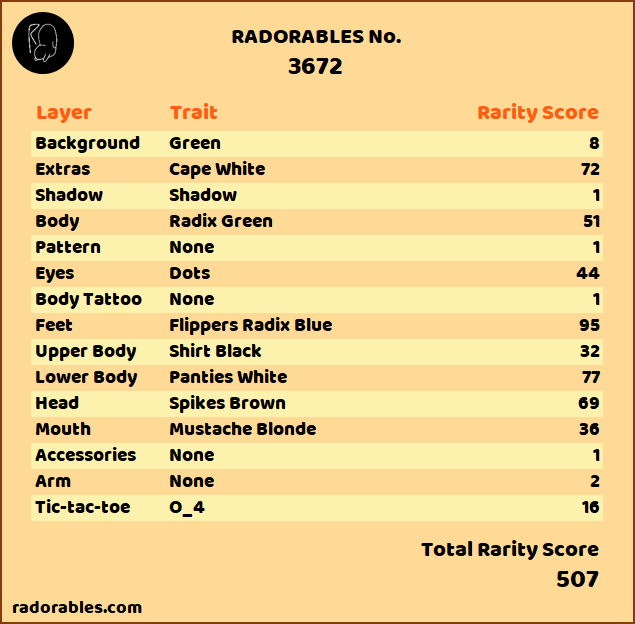 RADORABLES No.
3672
Layer Trait Rarity Score
Background Green 8
Extras Cape White 72
Shadow Shadow 1
Body Radix Green 51
Pattern None 1
Eyes Dots 44
Body Tattoo None 1
Feet Flippers Radix Blue 95
Upper Body Shirt Black 32
Lower Body Panties White 77
Head Spikes Brown 69
Mouth Mustache Blonde 36
Accessories None 1
Arm None 2
Tic-tac-toe O_4 16
Total Rarity Score
507
radorables.com